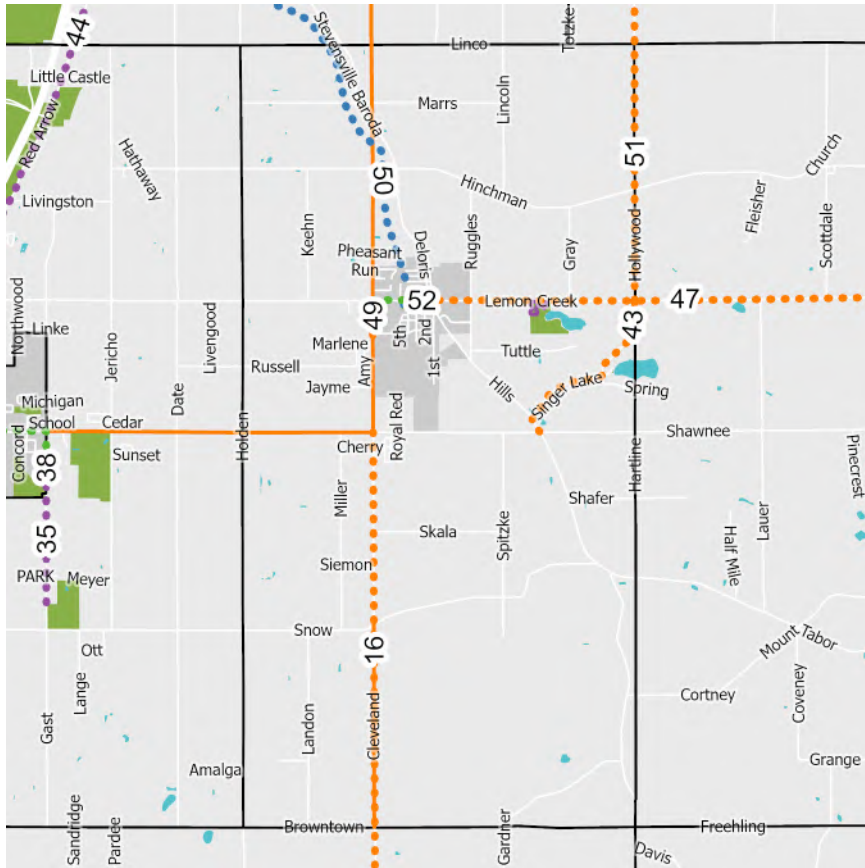 44
Stevensville Baroda
Linco
Totzke
Little Castle
Marrs
Lincoln
Red Arrow
Hathaway
51
Church
50
Hinchman
Livingston
Keehn
Deloris
Ruggles
Gray
Hollywood
Fleisher
Scottdale
Pheasant
Run
Northwood
49
52
Lemon Creek
47
43
Linke
Jericho
Livengood
Marlene
5th
2nd
1st
Tuttle
Russell
Amy
Jayme
Hills
Singer Lake
Spring
Michigan
Date
School
Cedar
Royal Red
Shawnee
Holden
Cherry
Concord
Sunset
Hartline
Pinecrest
38
Miller
Shafer
Lauer
35
Skala
Spitzke
Half Mile
Siemon
PARK
Meyer
Snow
16
Mount Tabor
Ott
Lange
Cortney
Coveney
Gast
Landon
Cleveland
Amalga
Grange
Sandridge
Pardee
Browntown
Gardner
Freehling
Davis